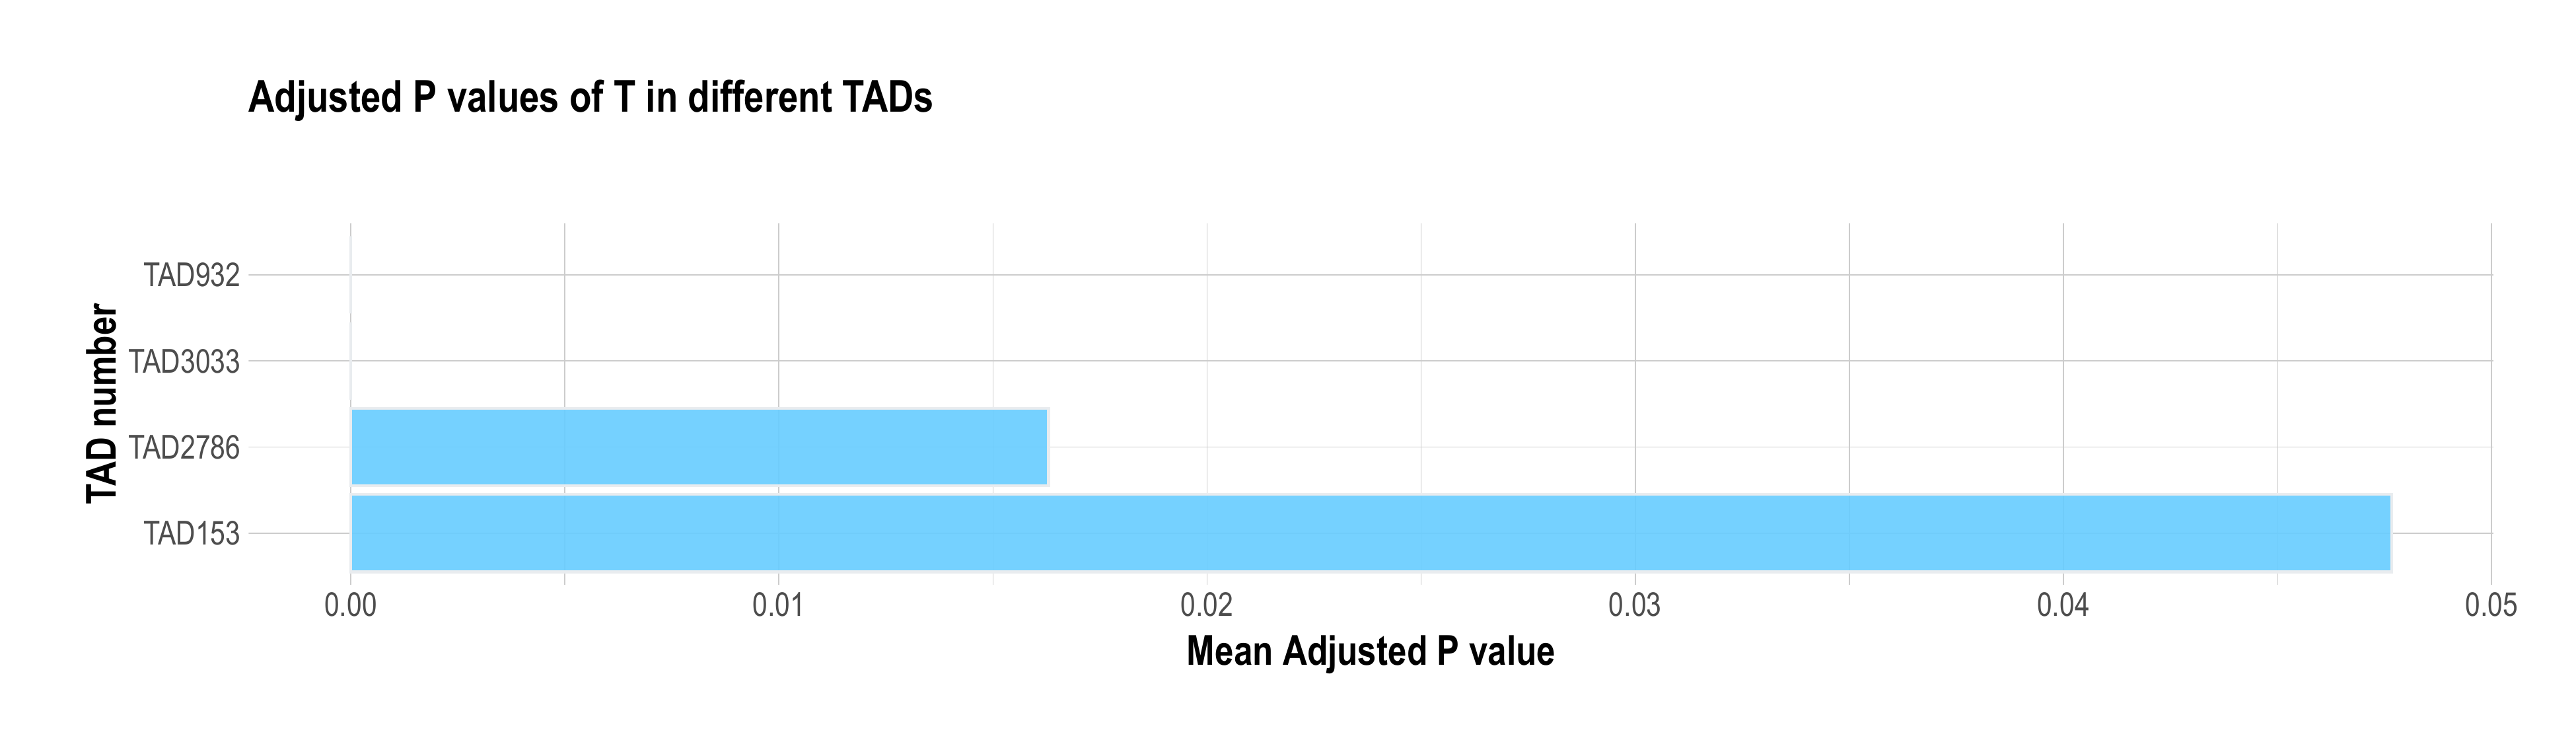 Adjusted P values of T in different TADs
TAD number
TAD932
TAD3033
TAD2786
TAD153
0.00 0.01 0.02 0.03 0.04 0.05
Mean Adjusted P value